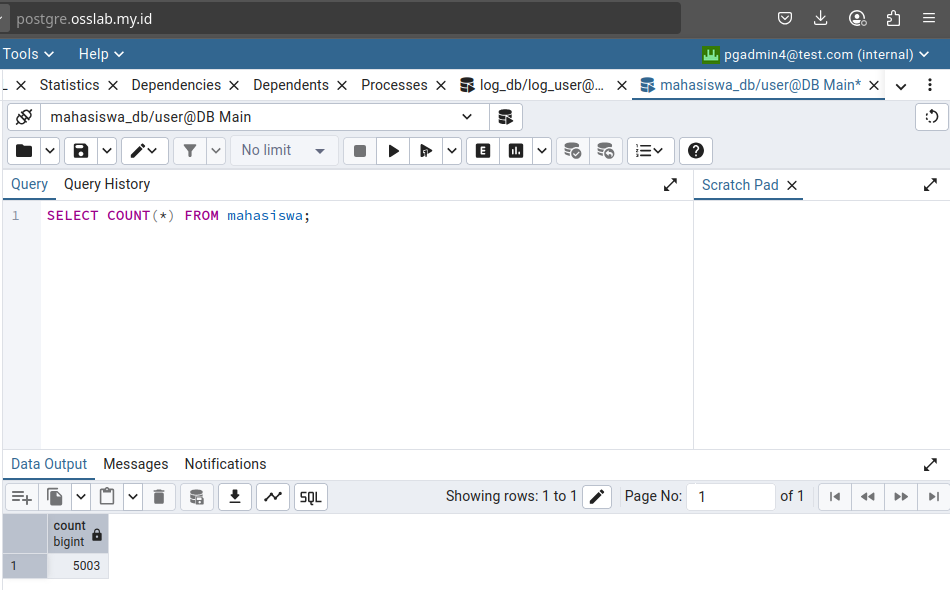 postgre.osslab.my.id
Tools Help pgadmin4@test.com (internal)
Statistics Dependencies Dependents Processes log_db/log_user@... mahasiswa_db/user@DB Main*
mahasiswa_db/user@DB Main
No limit E
Query Query History Scratch Pad
1 SELECT COUNT(*) FROM mahasiswa;
Data Output Messages Notifications
SQL Showing rows: 1 to 1 Page No: 1 of 1
count
bigint
1 5003